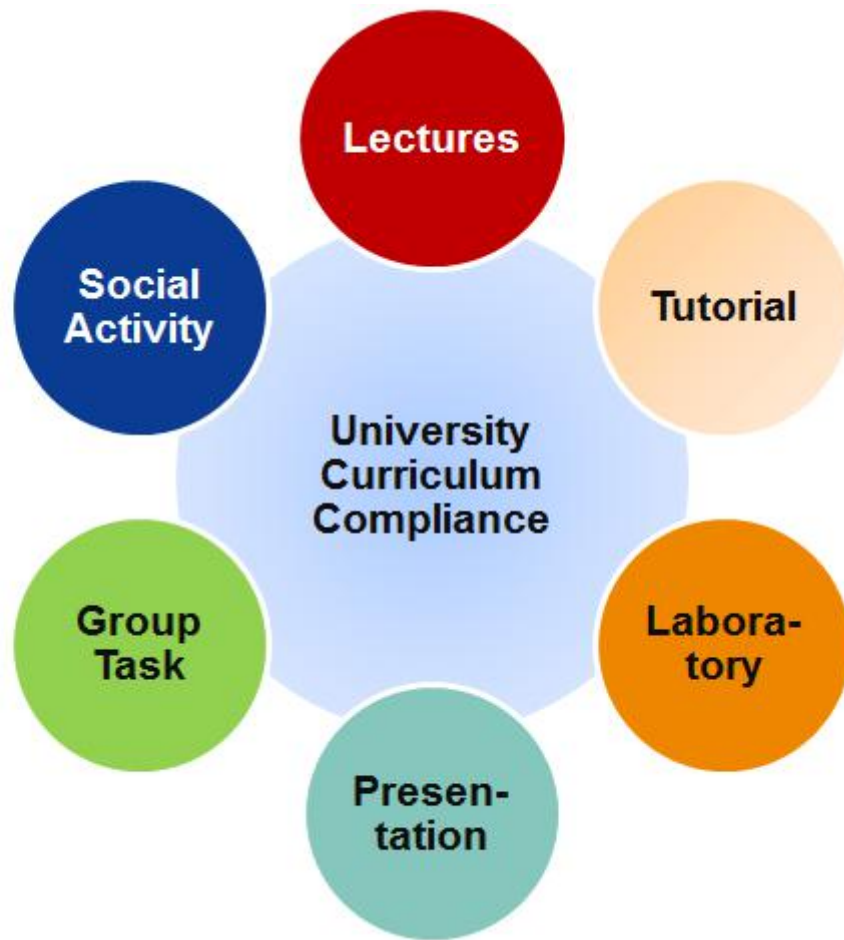 Lectures
Tutorial
Labora-
tory
Presen-
tation
Group
Task
Social
Activity
University
Curriculum
Compliance